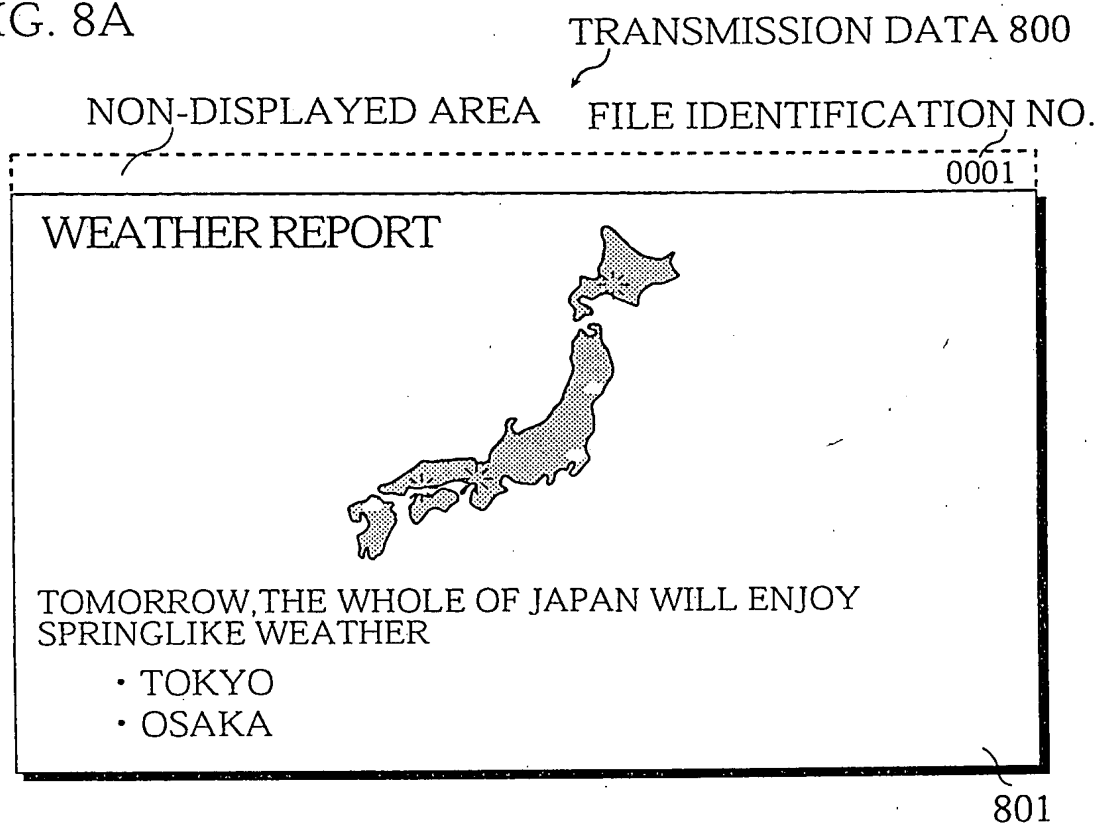 IG. 8A
TRANSMISSION DATA 800
NON-DISPLAYED AREA
FILE IDENTIFICATION NO.
0001
WEATHER REPORT
TOMORROW,THE WHOLE OF JAPAN WILL ENJOY
SPRINGLIKE WEATHER
· TOKYO
· OSAKA
801